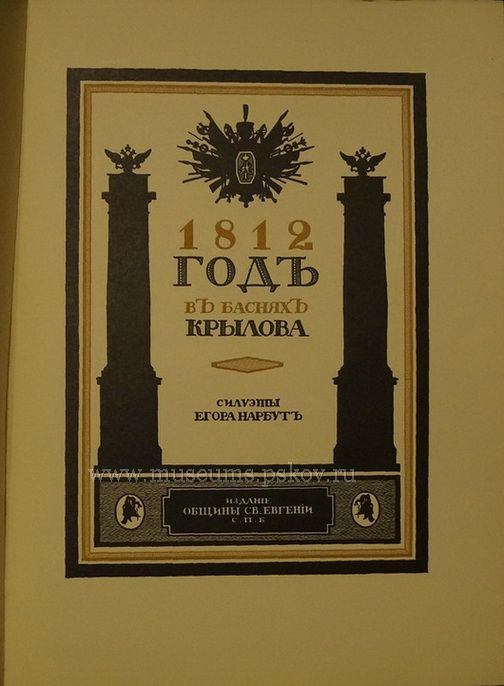 1812
ГОДЪ
ВЪ БАСНЯХЪ
КРЫЛОВА
СИЛУЭТЫ
ЕГОРА НАРБУТЪ
www.museums.pskov.ru
ИЗДАНІЕ
ОБЩИНЫ СВ. ЕВГЕНІИ
С. П. Б